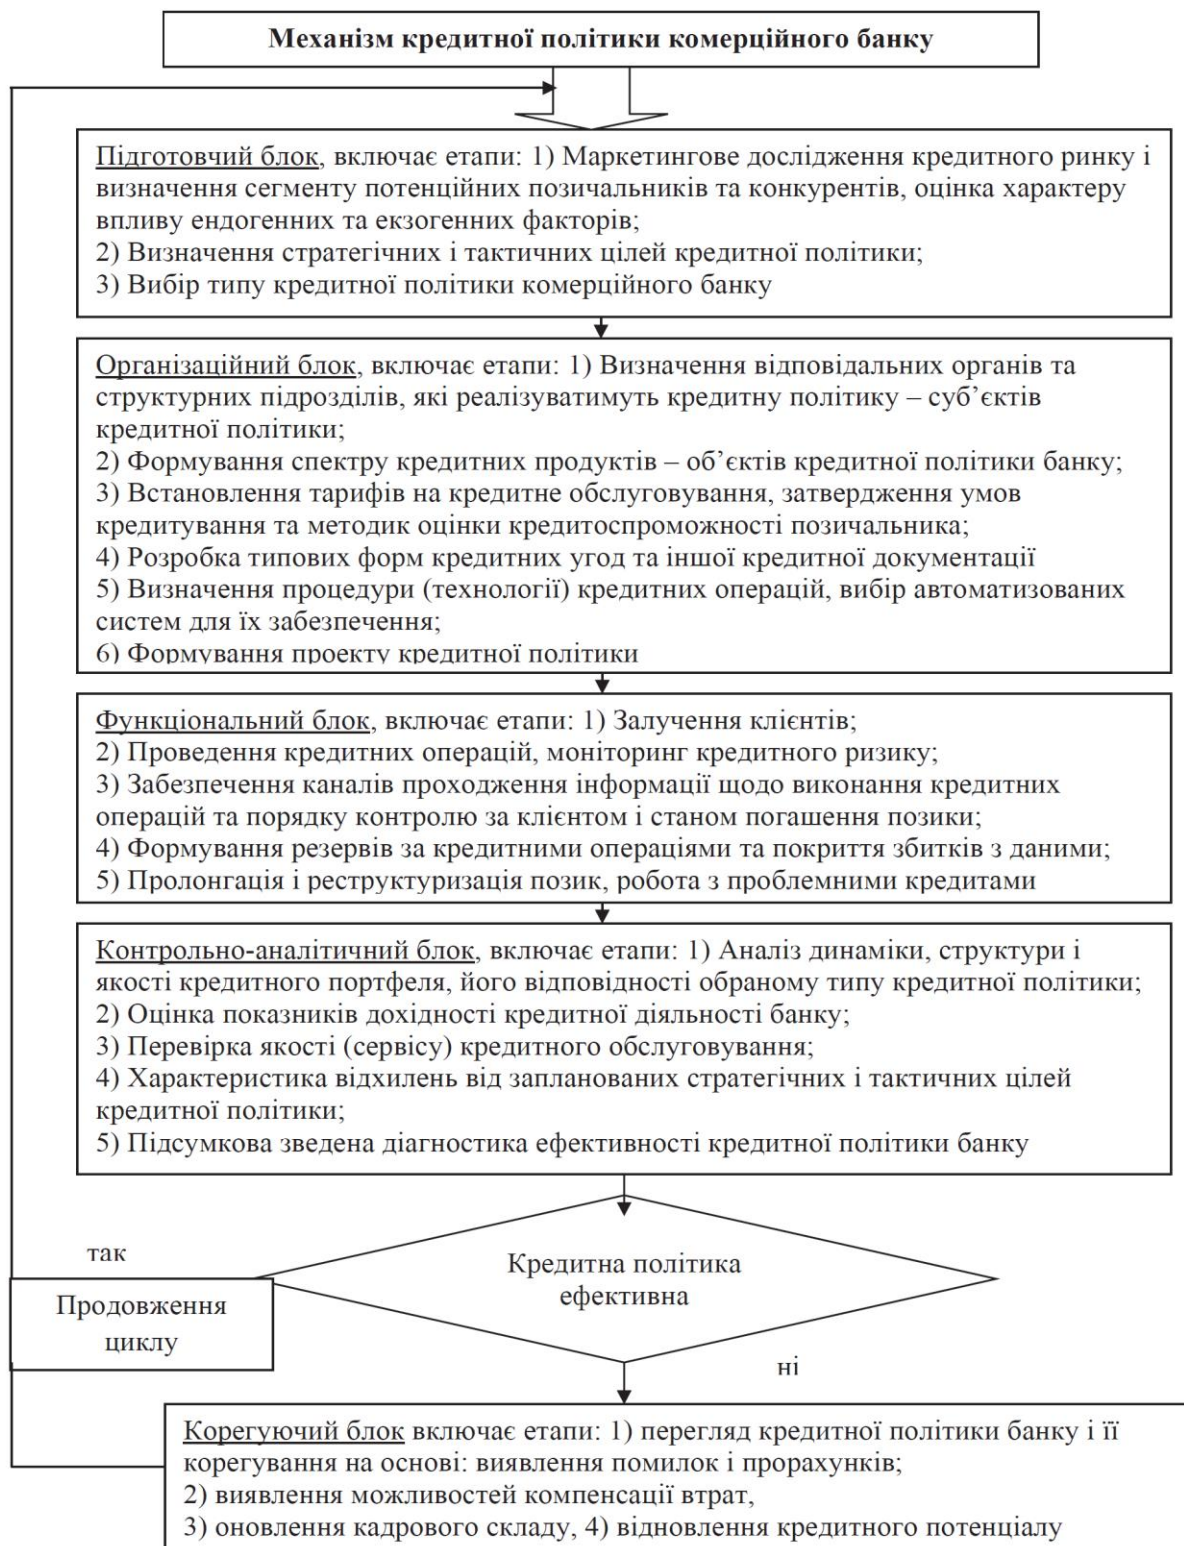 Механізм кредитної політики комерційного банку
Підготовчий блок, включає етапи: 1) Маркетингове дослідження кредитного ринку і
визначення сегменту потенційних позичальників та конкурентів, оцінка характеру
впливу ендогенних та екзогенних факторів;
2) Визначення стратегічних і тактичних цілей кредитної політики;
3) Вибір типу кредитної політики комерційного банку
Організаційний блок, включає етапи: 1) Визначення відповідальних органів та
структурних підрозділів, які реалізуватимуть кредитну політику – суб’єктів
кредитної політики;
2) Формування спектру кредитних продуктів – об’єктів кредитної політики банку;
3) Встановлення тарифів на кредитне обслуговування, затвердження умов
кредитування та методик оцінки кредитоспроможності позичальника;
4) Розробка типових форм кредитних угод та іншої кредитної документації
5) Визначення процедури (технології) кредитних операцій, вибір автоматизованих
систем для їх забезпечення;
6) Формування проекту кредитної політики
Функціональний блок, включає етапи: 1) Залучення клієнтів;
2) Проведення кредитних операцій, моніторинг кредитного ризику;
3) Забезпечення каналів проходження інформації щодо виконання кредитних
операцій та порядку контролю за клієнтом і станом погашення позики;
4) Формування резервів за кредитними операціями та покриття збитків з даними;
5) Пролонгація і реструктуризація позик, робота з проблемними кредитами
Контрольно-аналітичний блок, включає етапи: 1) Аналіз динаміки, структури і
якості кредитного портфеля, його відповідності обраному типу кредитної політики;
2) Оцінка показників дохідності кредитної діяльності банку;
3) Перевірка якості (сервісу) кредитного обслуговування;
4) Характеристика відхилень від запланованих стратегічних і тактичних цілей
кредитної політики;
5) Підсумкова зведена діагностика ефективності кредитної політики банку
так
Кредитна політика
ефективна
Продовження
циклу
ні
Корегуючий блок включає етапи: 1) перегляд кредитної політики банку і її
корегування на основі: виявлення помилок і прорахунків;
2) виявлення можливостей компенсації втрат,
3) оновлення кадрового складу, 4) відновлення кредитного потенціалу